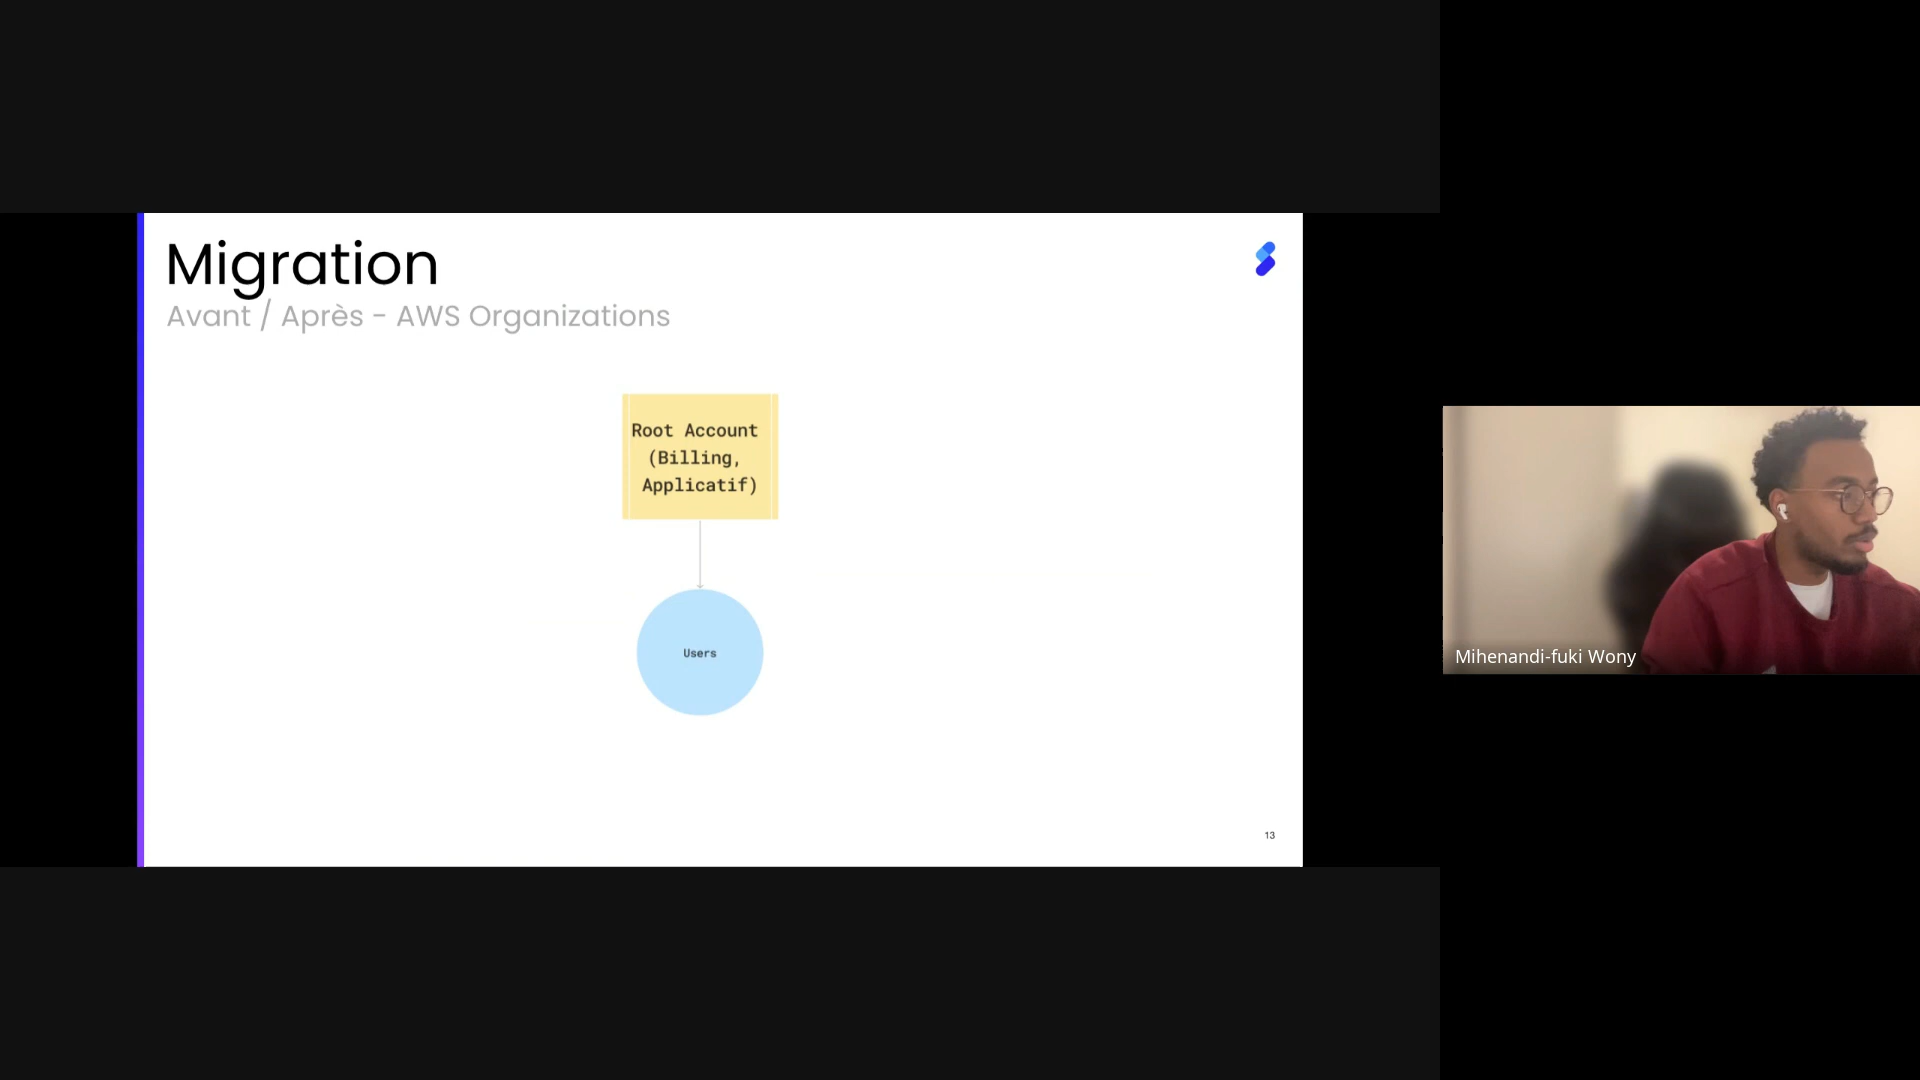 Migration
Avant / Après - AWS Organizations
Root Account
(Billing,
Applicatif)
Users
13
Mihenandi-fuki Wony